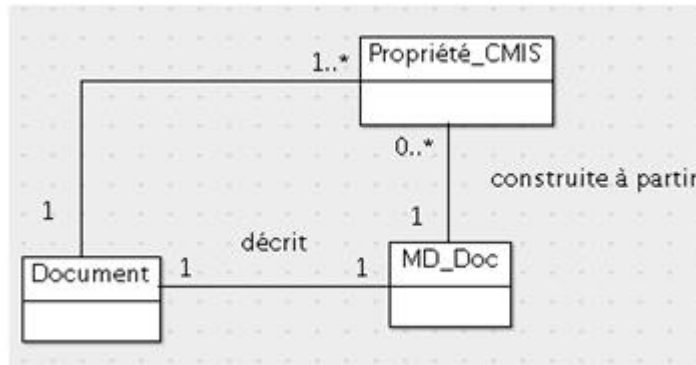 Propriété_CMIS
1..*
0..*
construite à partir
1
1
décrit
MD_Doc
Document
1
1